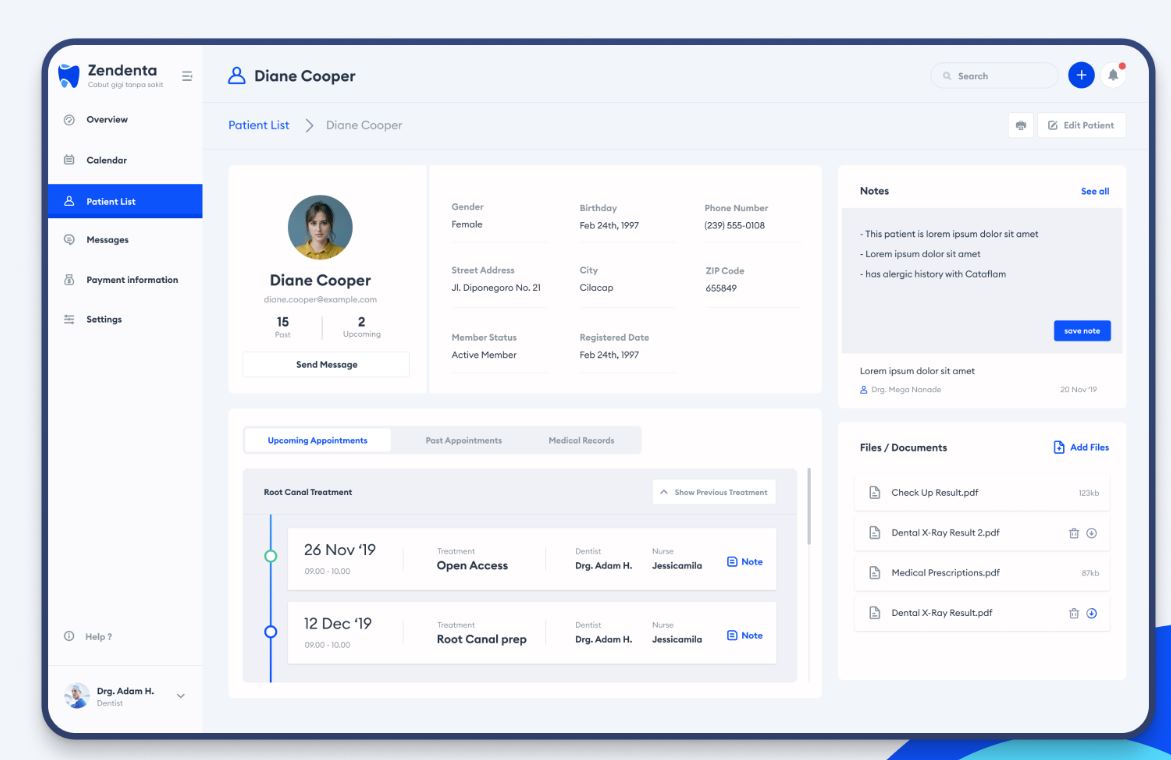 Zendenta
Cabut gigi tanpa sakit
Overview
Calendar
Patient List
Messages
Payment information
Settings
Help ?
Drg. Adam H.
Dentist
Diane Cooper
Search
Patient List
Diane Cooper
Edit Patient
Diane Cooper
diane.cooper@example.com
15
Past
2
Upcoming
Send Message
Gender
Female
Birthday
Feb 24th, 1997
Phone Number
(239) 555-0108
Street Address
Jl. Diponegoro No. 21
City
Cilacap
ZIP Code
655849
Member Status
Active Member
Registered Date
Feb 24th, 1997
Upcoming Appointments
Past Appointments
Medical Records
Root Canal Treatment
Show Previous Treatment
26 Nov ‘19
09.00 - 10.00
Treatment
Open Access
Dentist
Drg. Adam H.
Nurse
Jessicamila
Note
12 Dec ‘19
09.00 - 10.00
Treatment
Root Canal prep
Dentist
Drg. Adam H.
Nurse
Jessicamila
Note
Notes
See all
- This patient is lorem ipsum dolor sit amet
- Lorem ipsum dolor sit amet
- has alergic history with Cataflam
save note
Lorem ipsum dolor sit amet
Drg. Mega Nanade
20 Nov ‘19
Files / Documents
Add Files
Check Up Result.pdf
123kb
Dental X-Ray Result 2.pdf
Medical Prescriptions.pdf
87kb
Dental X-Ray Result.pdf